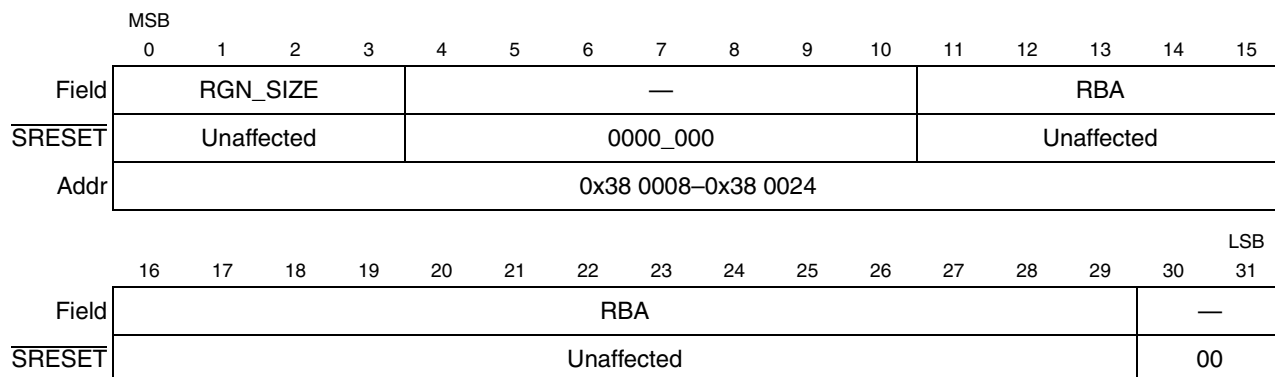 MSB
0 1 2 3 4 5 6 7 8 9 10 11 12 13 14 15
Field RGN_SIZE — RBA
SRESET Unaffected 0000_000 Unaffected
Addr 0x38 0008–0x38 0024
LSB
16 17 18 19 20 21 22 23 24 25 26 27 28 29 30 31
Field RBA —
SRESET Unaffected 00